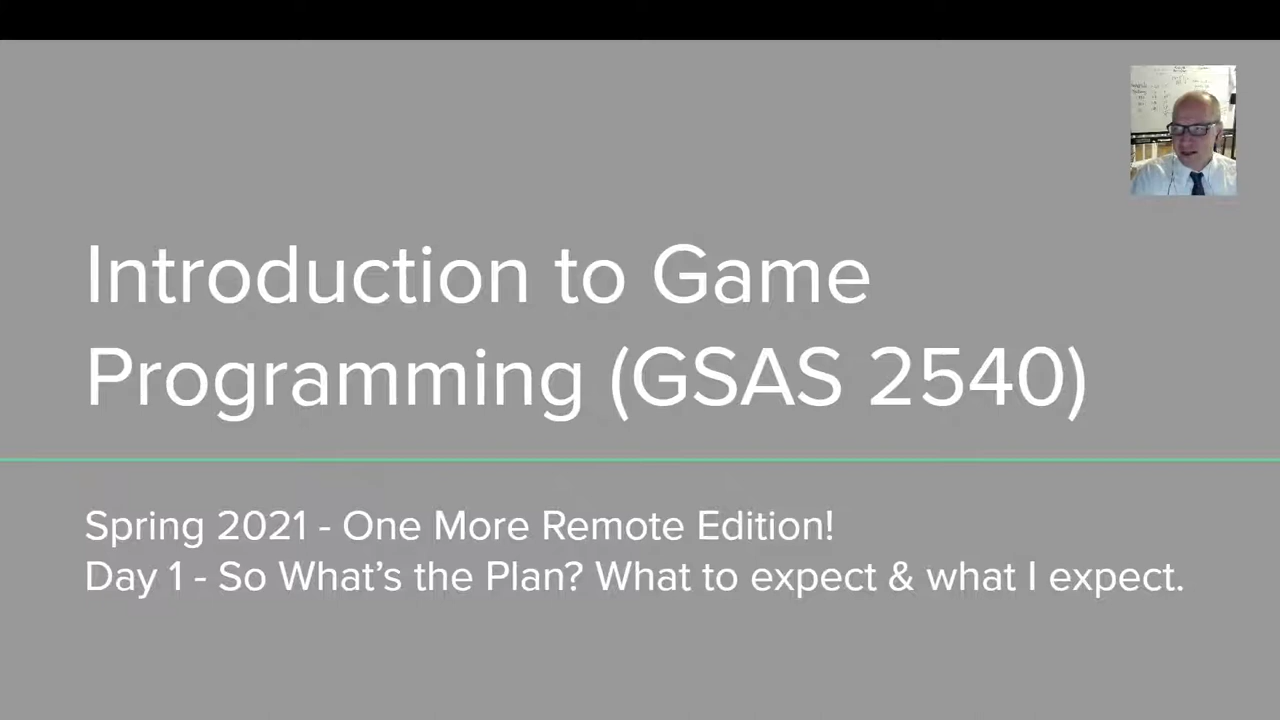 Introduction to Game
Programming (GSAS 2540)
Spring 2021 - One More Remote Edition!
Day 1 - So What’s the Plan? What to expect & what I expect.